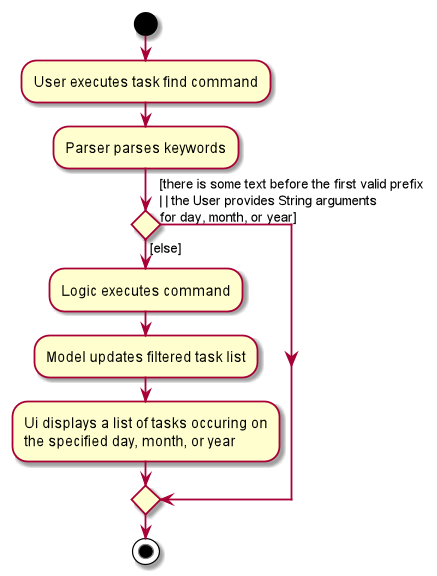 User executes task find command
Parser parses keywords
[there is some text before the first valid prefix
|| the User provides String arguments
for day, month, or year]
[else]
Logic executes command
Model updates filtered task list
Ui displays a list of tasks occuring on
the specified day, month, or year